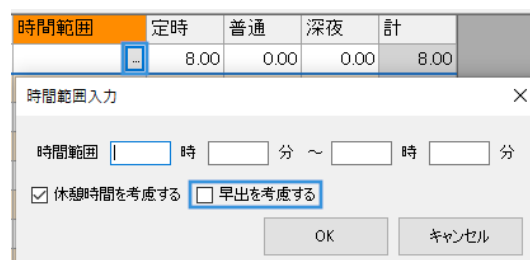 時間範囲 定時 普通 深夜 計
... 8.00 0.00 0.00 8.00
時間範囲入力
時間範囲 時 分 ～ 時 分
休憩時間を考慮する 早出を考慮する
OK キャンセル